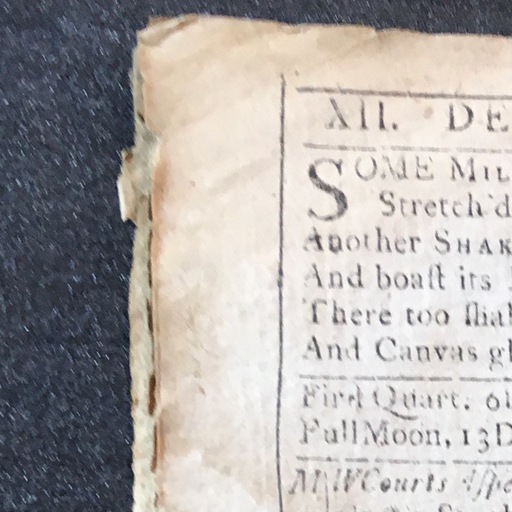 XII. DE
SOME MIL
Stretch'd
Another SHAK
And boaſt its
There too ſhal
And Canvas gl
Firſt Quart. 6
Full Moon, 13 D
M|W Courts